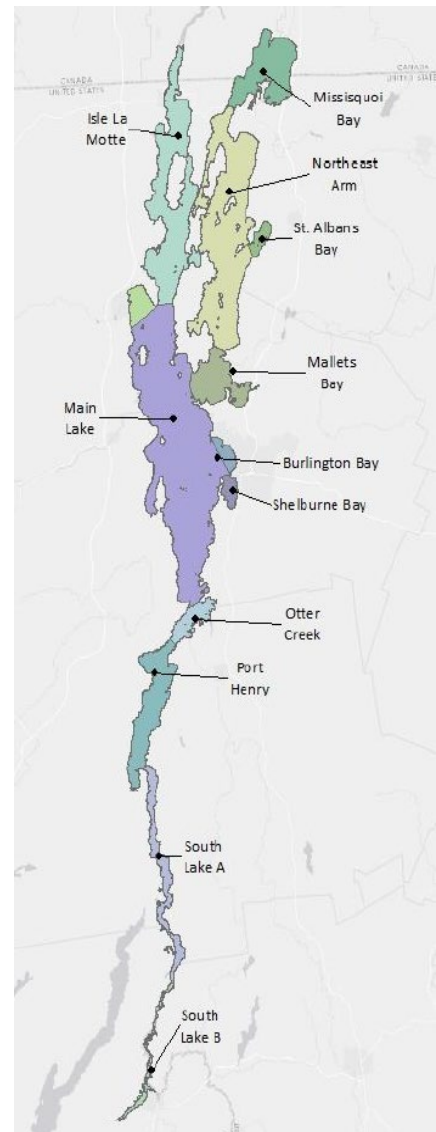 CANADA
UNITED STATES
CANADA
UNITED STATES
Isle La
Motte
Missisquoi
Bay
Northeast
Arm
St. Albans
Bay
Mallets
Bay
Main
Lake
Burlington Bay
Shelburne Bay
Otter
Creek
Port
Henry
South
Lake A
South
Lake B